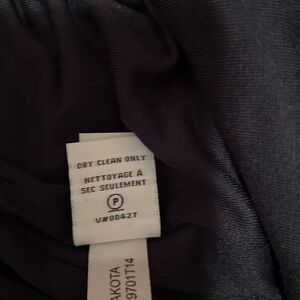 DRY CLEAN ONLY
NETTOYAGE À
SEC SEULEMENT
P
U#00427
AKOTA
9701T14